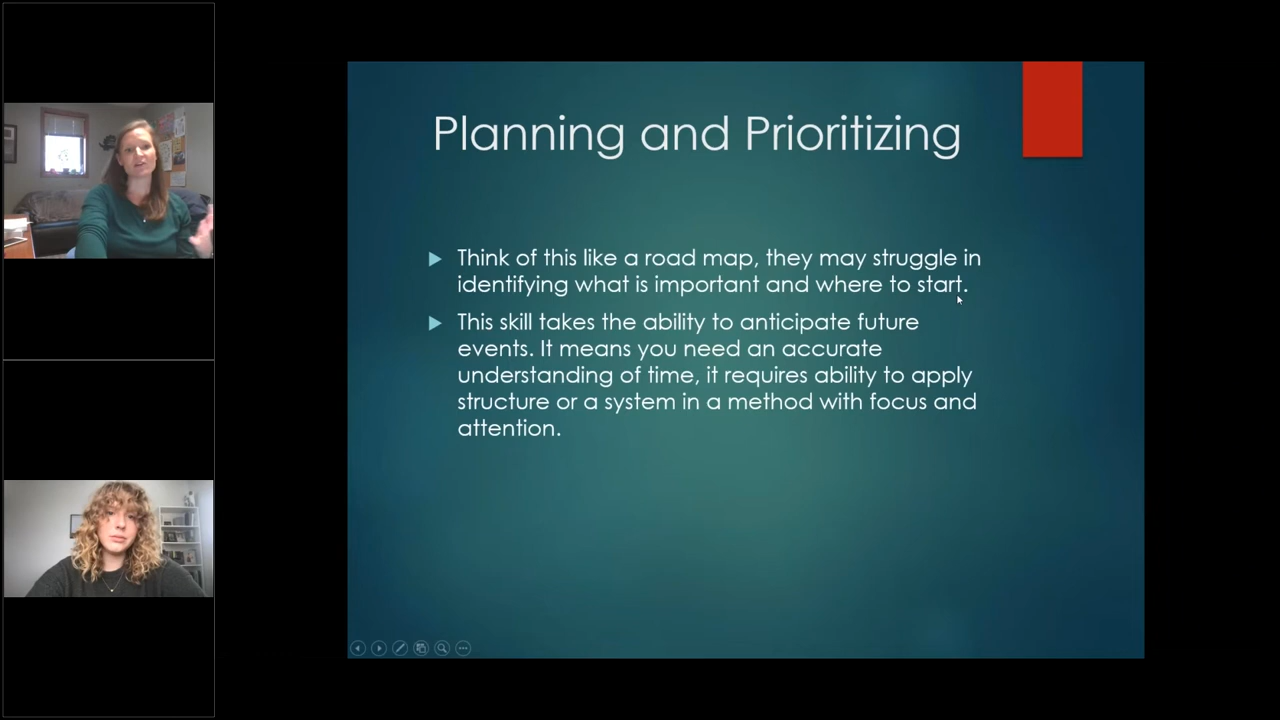 Planning and Prioritizing
Think of this like a road map, they may struggle in
identifying what is important and where to start.
This skill takes the ability to anticipate future
events. It means you need an accurate
understanding of time, it requires ability to apply
structure or a system in a method with focus and
attention.